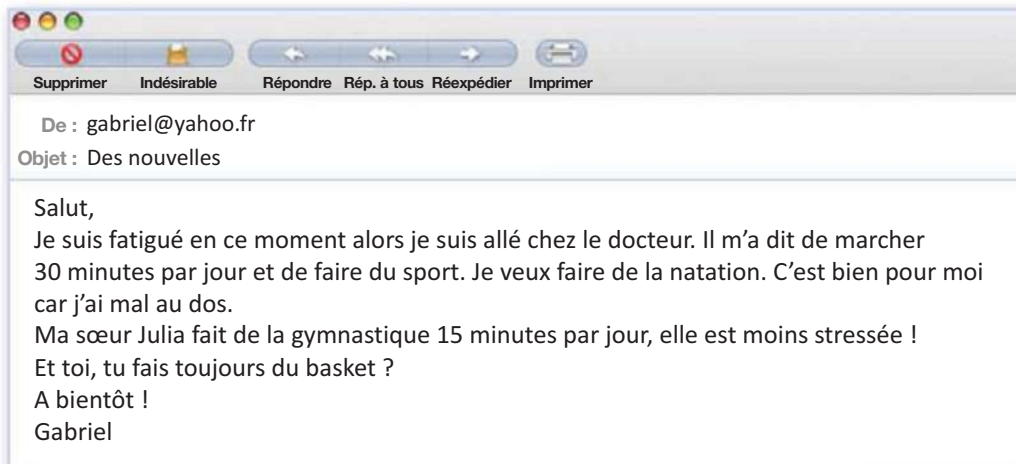 Supprimer Indésirable Répondre Rép. à tous Réexpédier Imprimer
De : gabriel@yahoo.fr
Objet : Des nouvelles
Salut,
Je suis fatigué en ce moment alors je suis allé chez le docteur. Il m’a dit de marcher
30 minutes par jour et de faire du sport. Je veux faire de la natation. C’est bien pour moi
car j’ai mal au dos.
Ma sœur Julia fait de la gymnastique 15 minutes par jour, elle est moins stressée !
Et toi, tu fais toujours du basket ?
A bientôt !
Gabriel